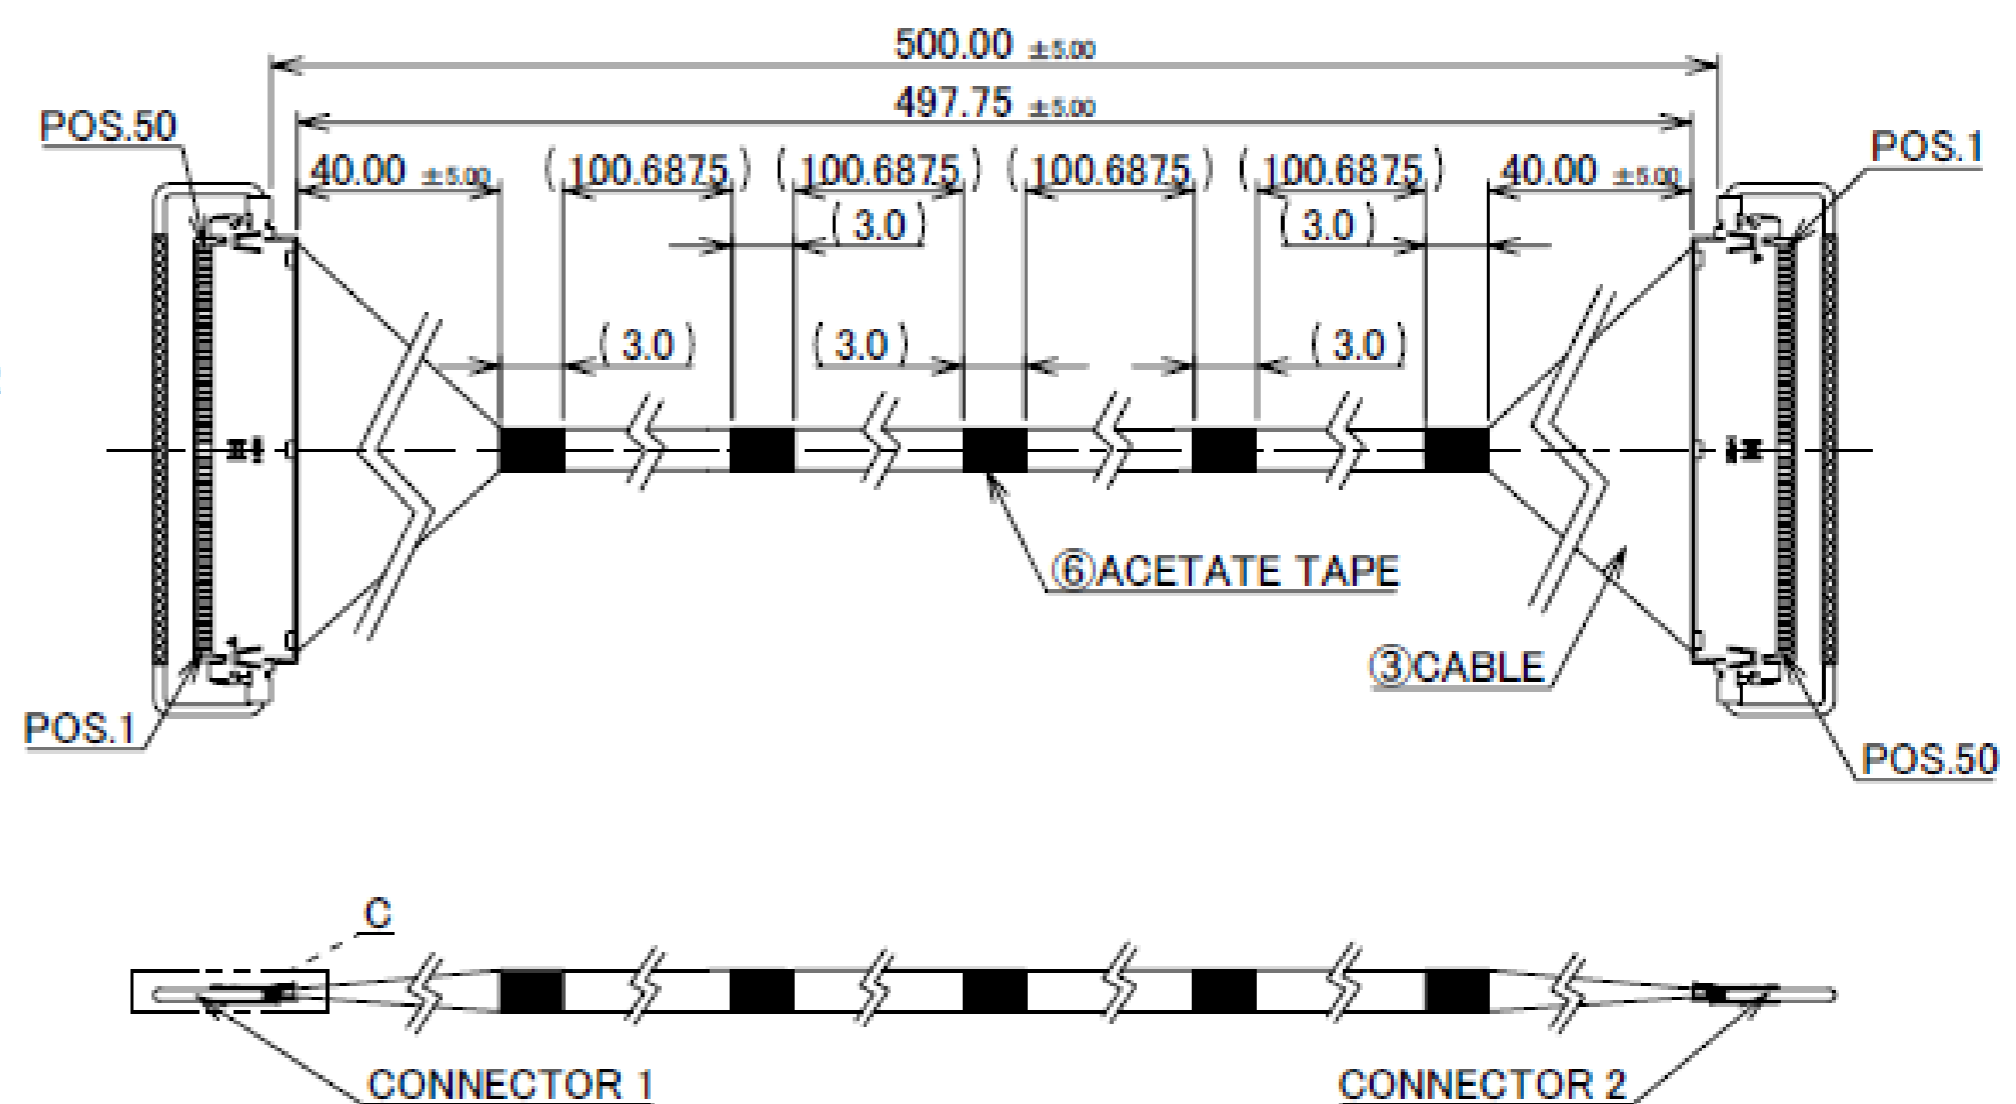 500.00 ±5.00
497.75 ±5.00
POS.50
POS.1
40.00 ±5.00
(100.6875)
(100.6875)
(100.6875)
(100.6875)
40.00 ±5.00
(3.0)
(3.0)
(3.0)
(3.0)
(3.0)
⑥ACETATE TAPE
③CABLE
POS.1
POS.50
C
CONNECTOR 1
CONNECTOR 2